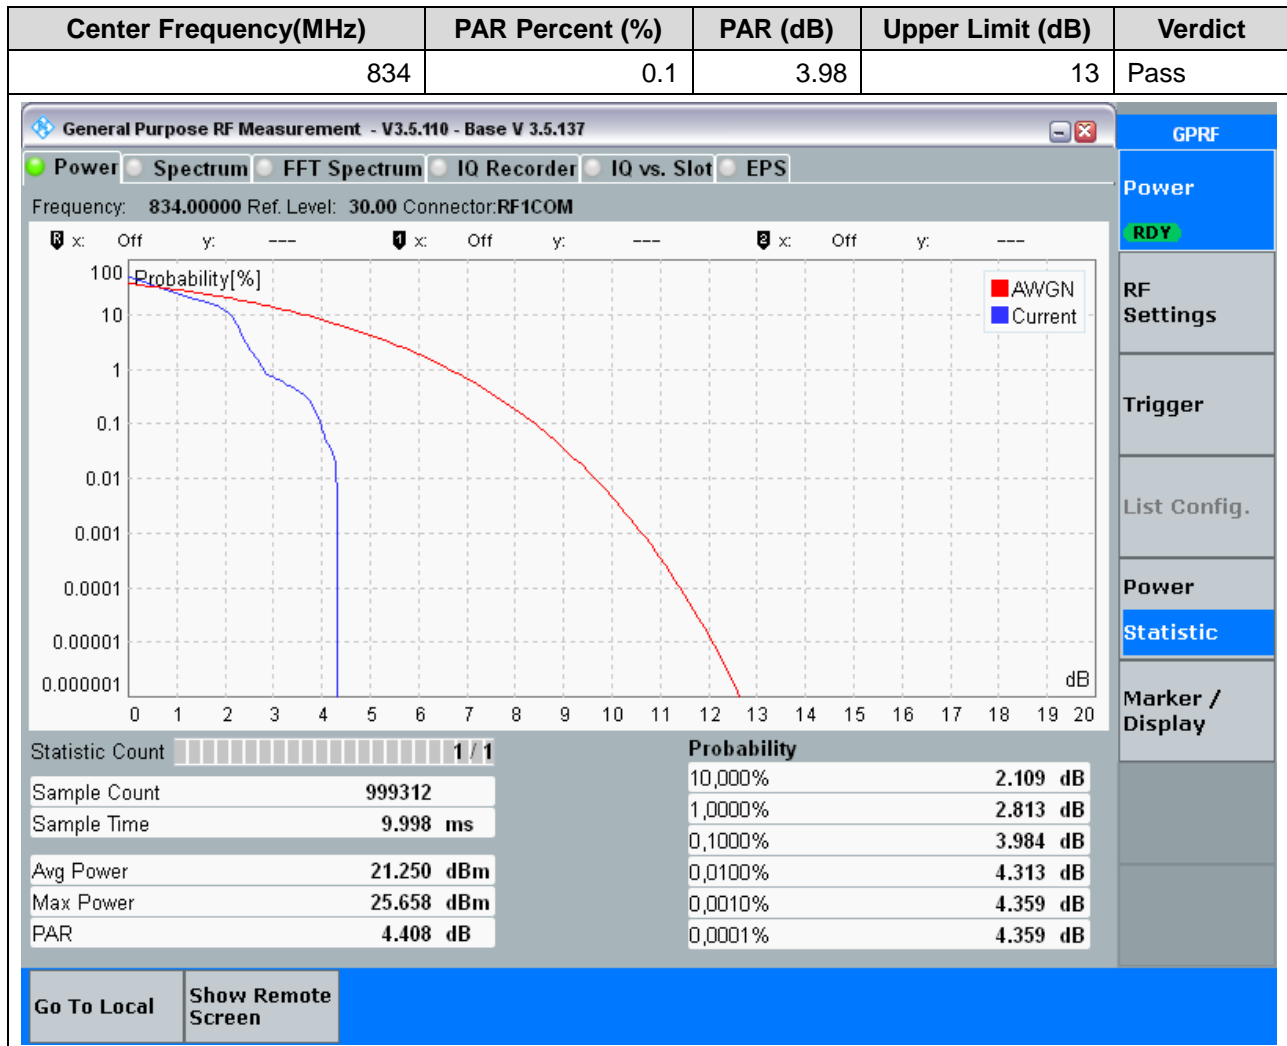 Center Frequency(MHz) PAR Percent (%) PAR (dB) Upper Limit (dB) Verdict
834 0.1 3.98 13 Pass
General Purpose RF Measurement - V3.5.110 - Base V 3.5.137
GPRF
Power Spectrum FFT Spectrum IQ Recorder IQ vs. Slot EPS
Frequency: 834.00000 Ref. Level: 30.00 Connector:RF1COM
R x: Off y: --- 1 x: Off y: --- 2 x: Off y: ---
Probability[%]
100
10
1
0.1
0.01
0.001
0.0001
0.00001
0.000001
AWGN
Current
dB
0 1 2 3 4 5 6 7 8 9 10 11 12 13 14 15 16 17 18 19 20
Statistic Count 1 / 1
Sample Count 999312
Sample Time 9.998 ms
Avg Power 21.250 dBm
Max Power 25.658 dBm
PAR 4.408 dB
Probability
10,000% 2.109 dB
1,0000% 2.813 dB
0,1000% 3.984 dB
0,0100% 4.313 dB
0,0010% 4.359 dB
0,0001% 4.359 dB
Power
RDY
RF
Settings
Trigger
List Config.
Power
Statistic
Marker /
Display
Go To Local
Show Remote
Screen